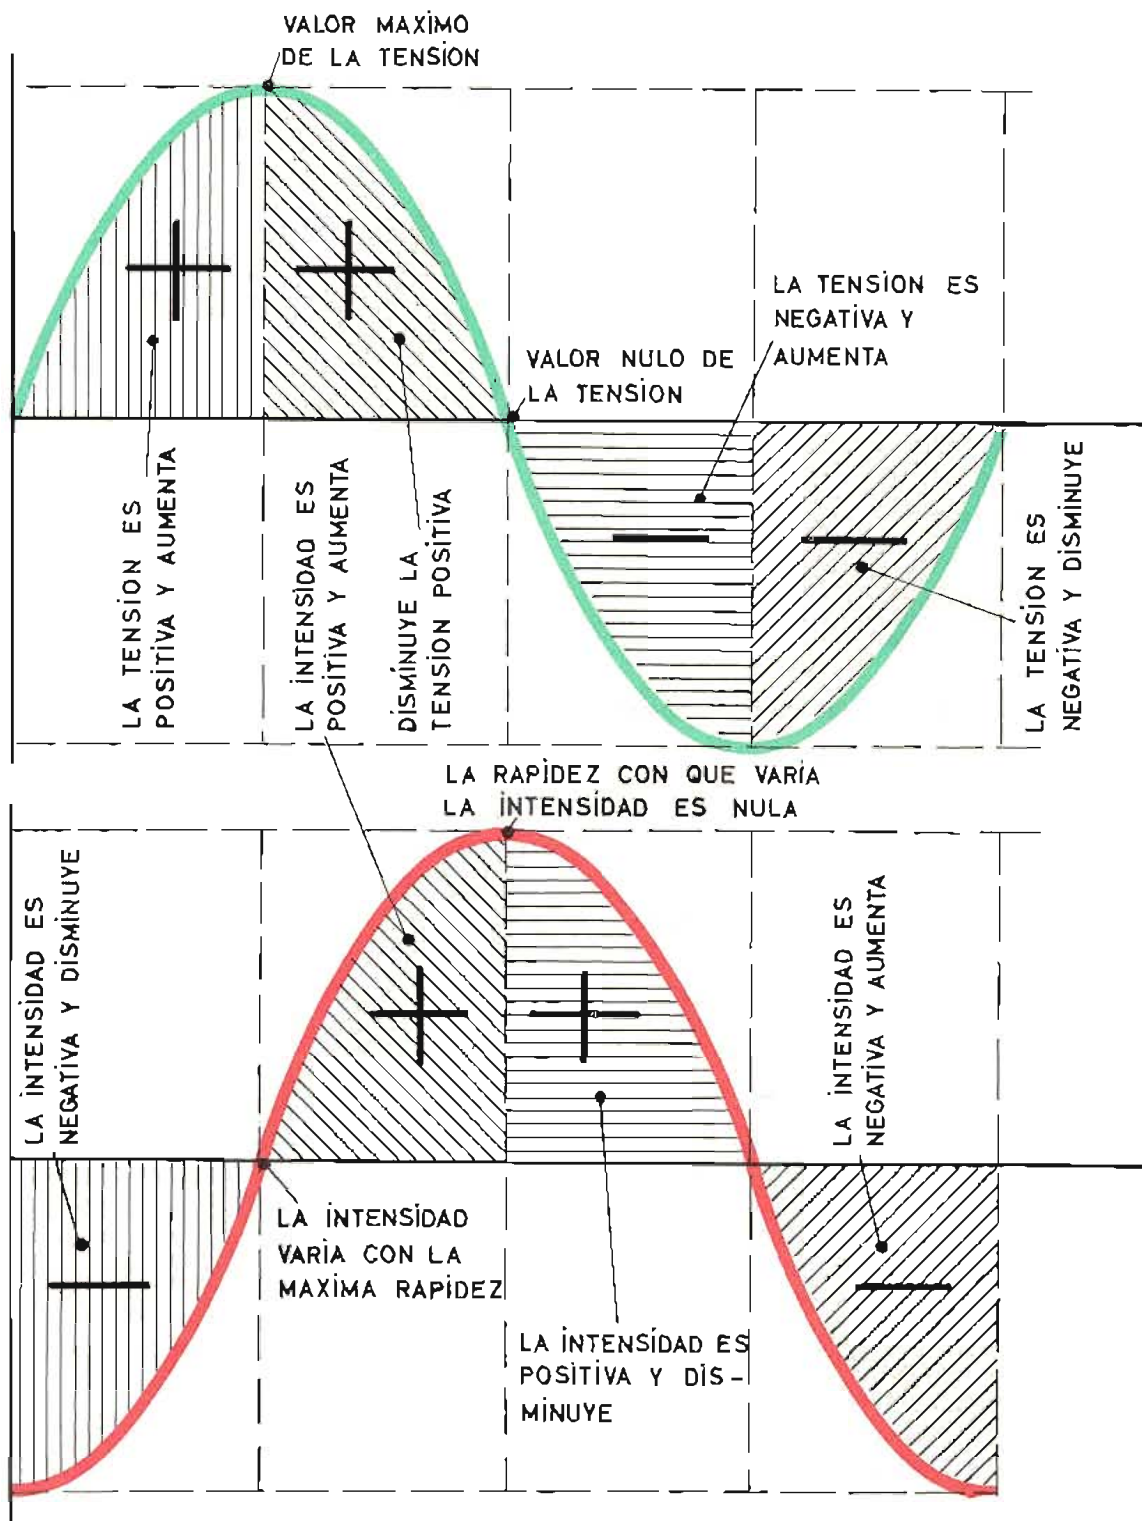 VALOR MAXIMO
DE LA TENSION
LA TENSION ES
NEGATIVA Y
AUMENTA
VALOR NULO DE
LA TENSION
LA TENSION ES
POSITIVA Y AUMENTA
LA INTENSIDAD ES
POSITIVA Y AUMENTA
DISMINUYE LA
TENSION POSITIVA
LA TENSION ES
NEGATIVA Y DISMINUYE
LA RAPIDEZ CON QUE VARÍA
LA INTENSIDAD ES NULA
LA INTENSIDAD ES
NEGATIVA Y DISMINUYE
LA INTENSIDAD ES
NEGATIVA Y AUMENTA
LA INTENSIDAD
VARÍA CON LA
MAXIMA RAPIDEZ
LA INTENSIDAD ES
POSITIVA Y DIS-
MINUYE